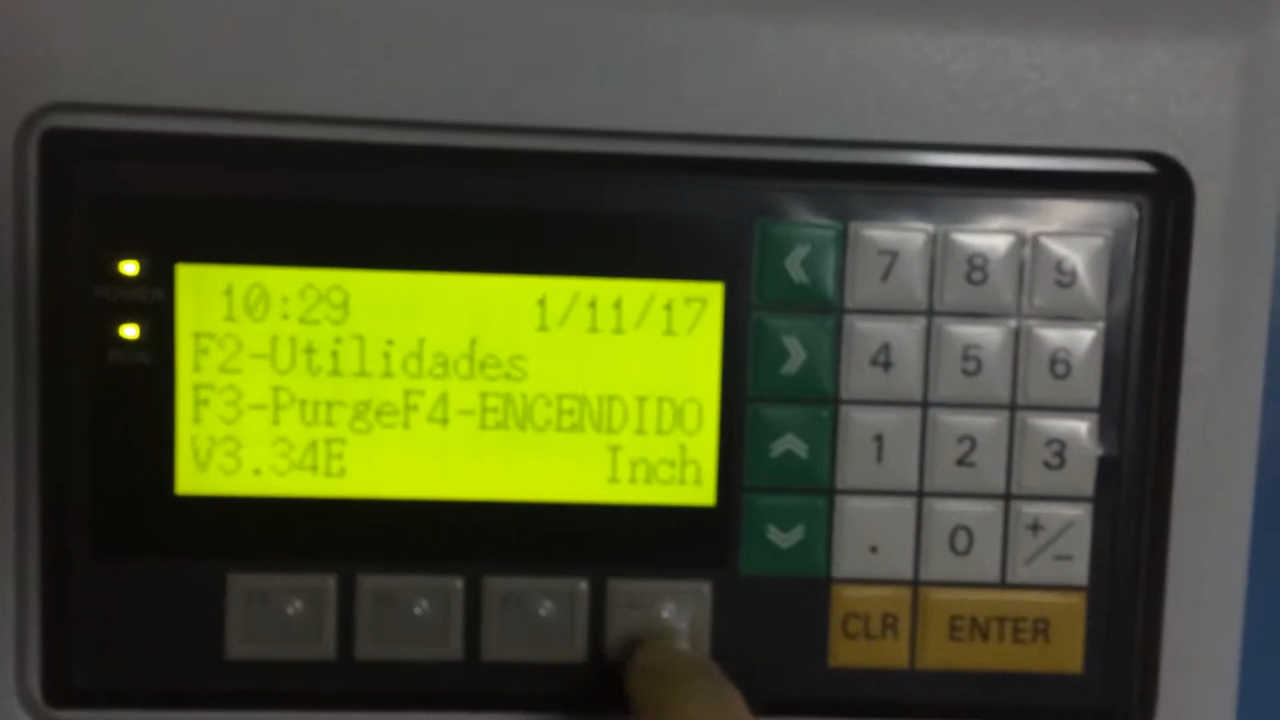 10:29 1/11/17
F2-Utilidades
F3-PurgeF4-ENCENDIDO
V3.34E Inch
POWER
7 8 9
4 5 6
1 2 3
. 0 +/-
CLR ENTER